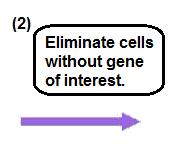 (2)
Eliminate cells
without gene
of interest.